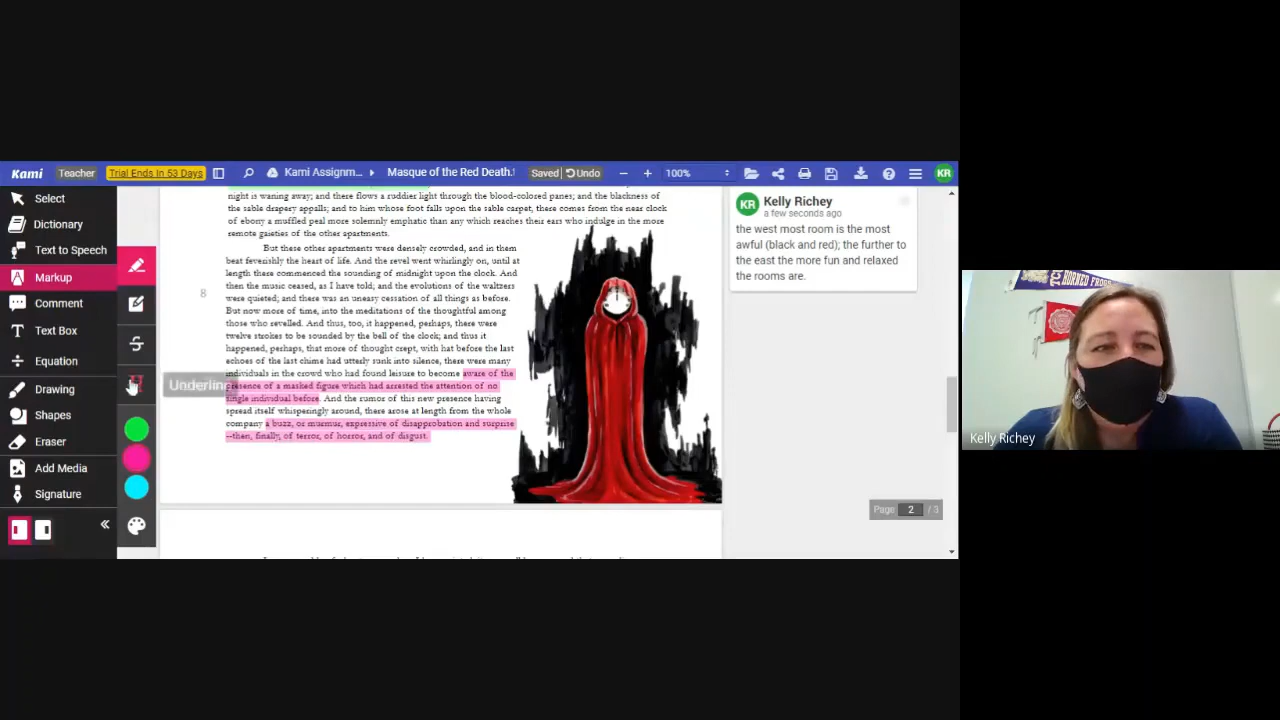 Kami Teacher Trial Ends In 53 Days Kami Assignm... Masque of the Red Death. Saved Undo 100% KR
Select
Dictionary
Text to Speech
Markup
Comment
Text Box
Equation
Drawing
Shapes
Eraser
Add Media
Signature
Underline
night is waning away; and there flows a ruddier light through the blood-colored panes; and the blackness of
the sable drapery appalls; and to him whose foot falls upon the sable carpet, there comes from the near clock
of ebony a muffled peal more solemnly emphatic than any which reaches their ears who indulge in the more
remote gaieties of the other apartments.
But these other apartments were densely crowded, and in them
beat feverishly the heart of life. And the revel went whirlingly on, until at
length there commenced the sounding of midnight upon the clock. And
then the music ceased, as I have told; and the evolutions of the waltzers
8
were quieted; and there was an uneasy cessation of all things as before.
But now more of time, into the meditations of the thoughtful among
those who revelled. And thus, too, it happened, perhaps, there were
twelve strokes to be sounded by the bell of the clock; and thus it
happened, perhaps, that more of thought crept, with hat before the last
echoes of the last chime had utterly sunk into silence, there were many
individuals in the crowd who had found leisure to become aware of the
presence of a masked figure which had arrested the attention of no
single individual before. And the rumor of this new presence having
spread itself whisperingly around, there arose at length from the whole
company a buzz, or murmur, expressive of disapprobation and surprise
--then, finally, of terror, of horror, and of disgust.
KR Kelly Richey
a few seconds ago
the west most room is the most
awful (black and red); the further to
the east the more fun and relaxed
the rooms are.
Page 2 / 3
HORNED FROGS
Kelly Richey